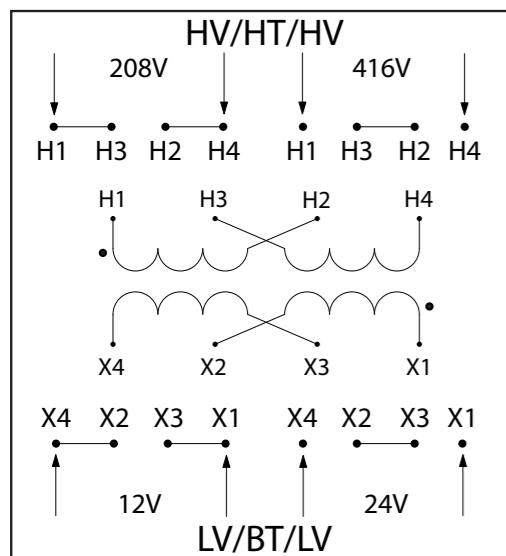 HV/HT/HV
208V 416V
H1 H3 H2 H4 H1 H3 H2 H4
H1 H3 H2 H4
X4 X2 X3 X1
X4 X2 X3 X1 X4 X2 X3 X1
12V 24V
LV/BT/LV